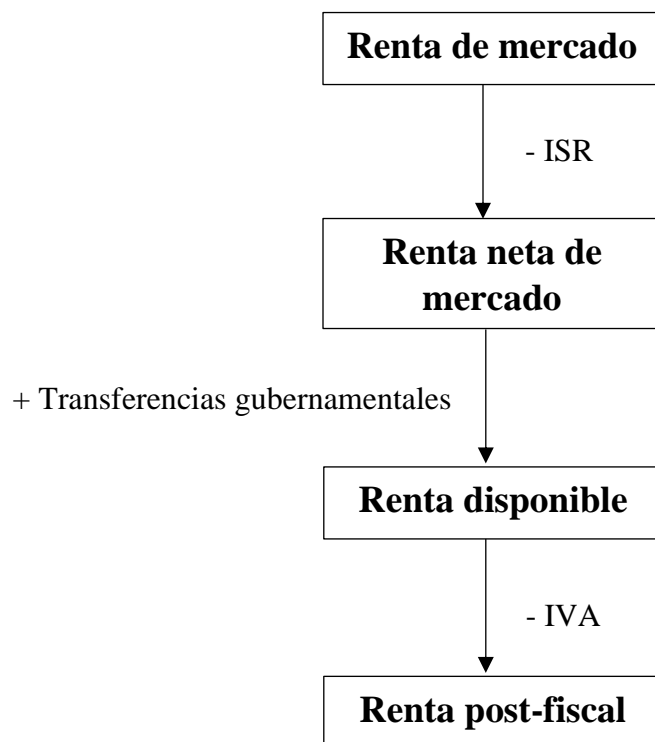 Renta de mercado
- ISR
Renta neta de
mercado
+ Transferencias gubernamentales
Renta disponible
- IVA
Renta post-fiscal